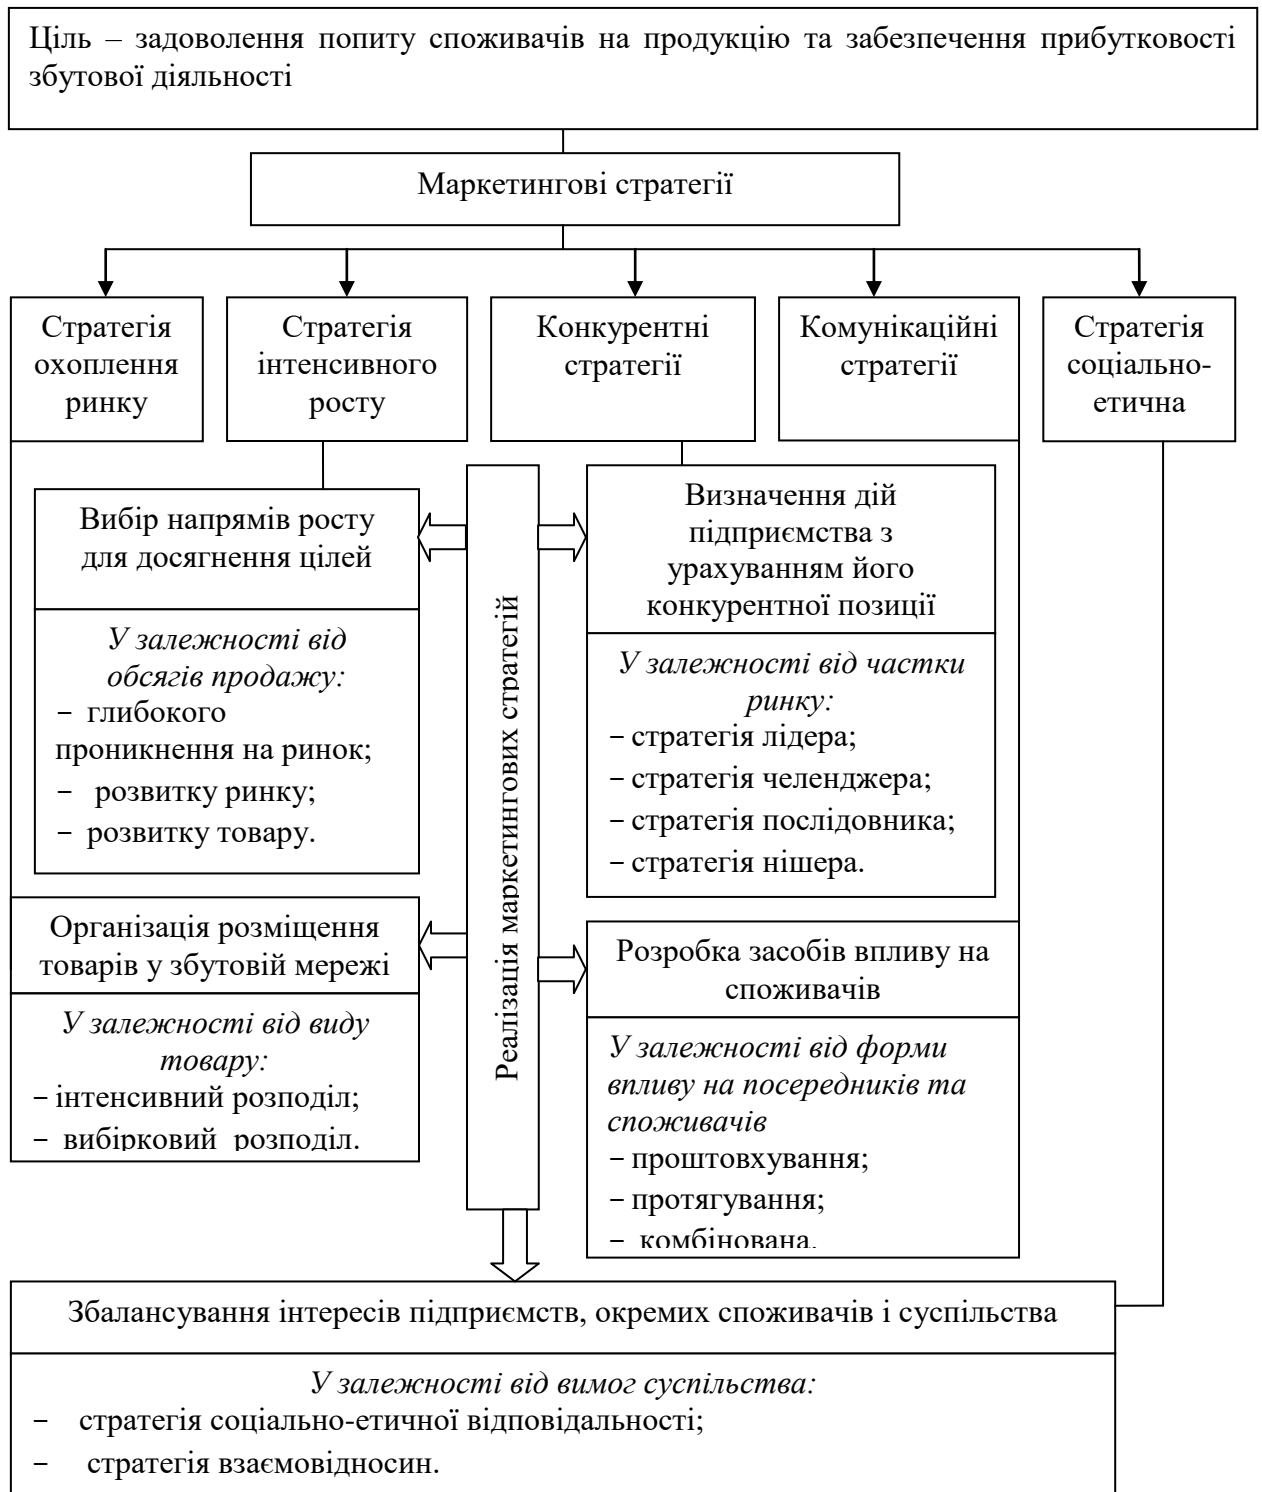 Ціль – задоволення попиту споживачів на продукцію та забезпечення прибутковості
збутової діяльності
Маркетингові стратегії
Стратегія
охоплення
ринку
Стратегія
інтенсивного
росту
Конкурентні
стратегії
Комунікаційні
стратегії
Стратегія
соціально-
етична
Вибір напрямів росту
для досягнення цілей
У залежності від
обсягів продажу:
− глибокого
проникнення на ринок;
− розвитку ринку;
− розвитку товару.
Реалізація маркетингових стратегій
Визначення дій
підприємства з
урахуванням його
конкурентної позиції
У залежності від частки
ринку:
− стратегія лідера;
− стратегія челенджера;
− стратегія послідовника;
− стратегія нішера.
Організація розміщення
товарів у збутовій мережі
У залежності від виду
товару:
− інтенсивний розподіл;
− вибірковий розподіл.
Розробка засобів впливу на
споживачів
У залежності від форми
впливу на посередників та
споживачів
− проштовхування;
− протягування;
− комбінована.
Збалансування інтересів підприємств, окремих споживачів і суспільства
У залежності від вимог суспільства:
− стратегія соціально-етичної відповідальності;
− стратегія взаємовідносин.